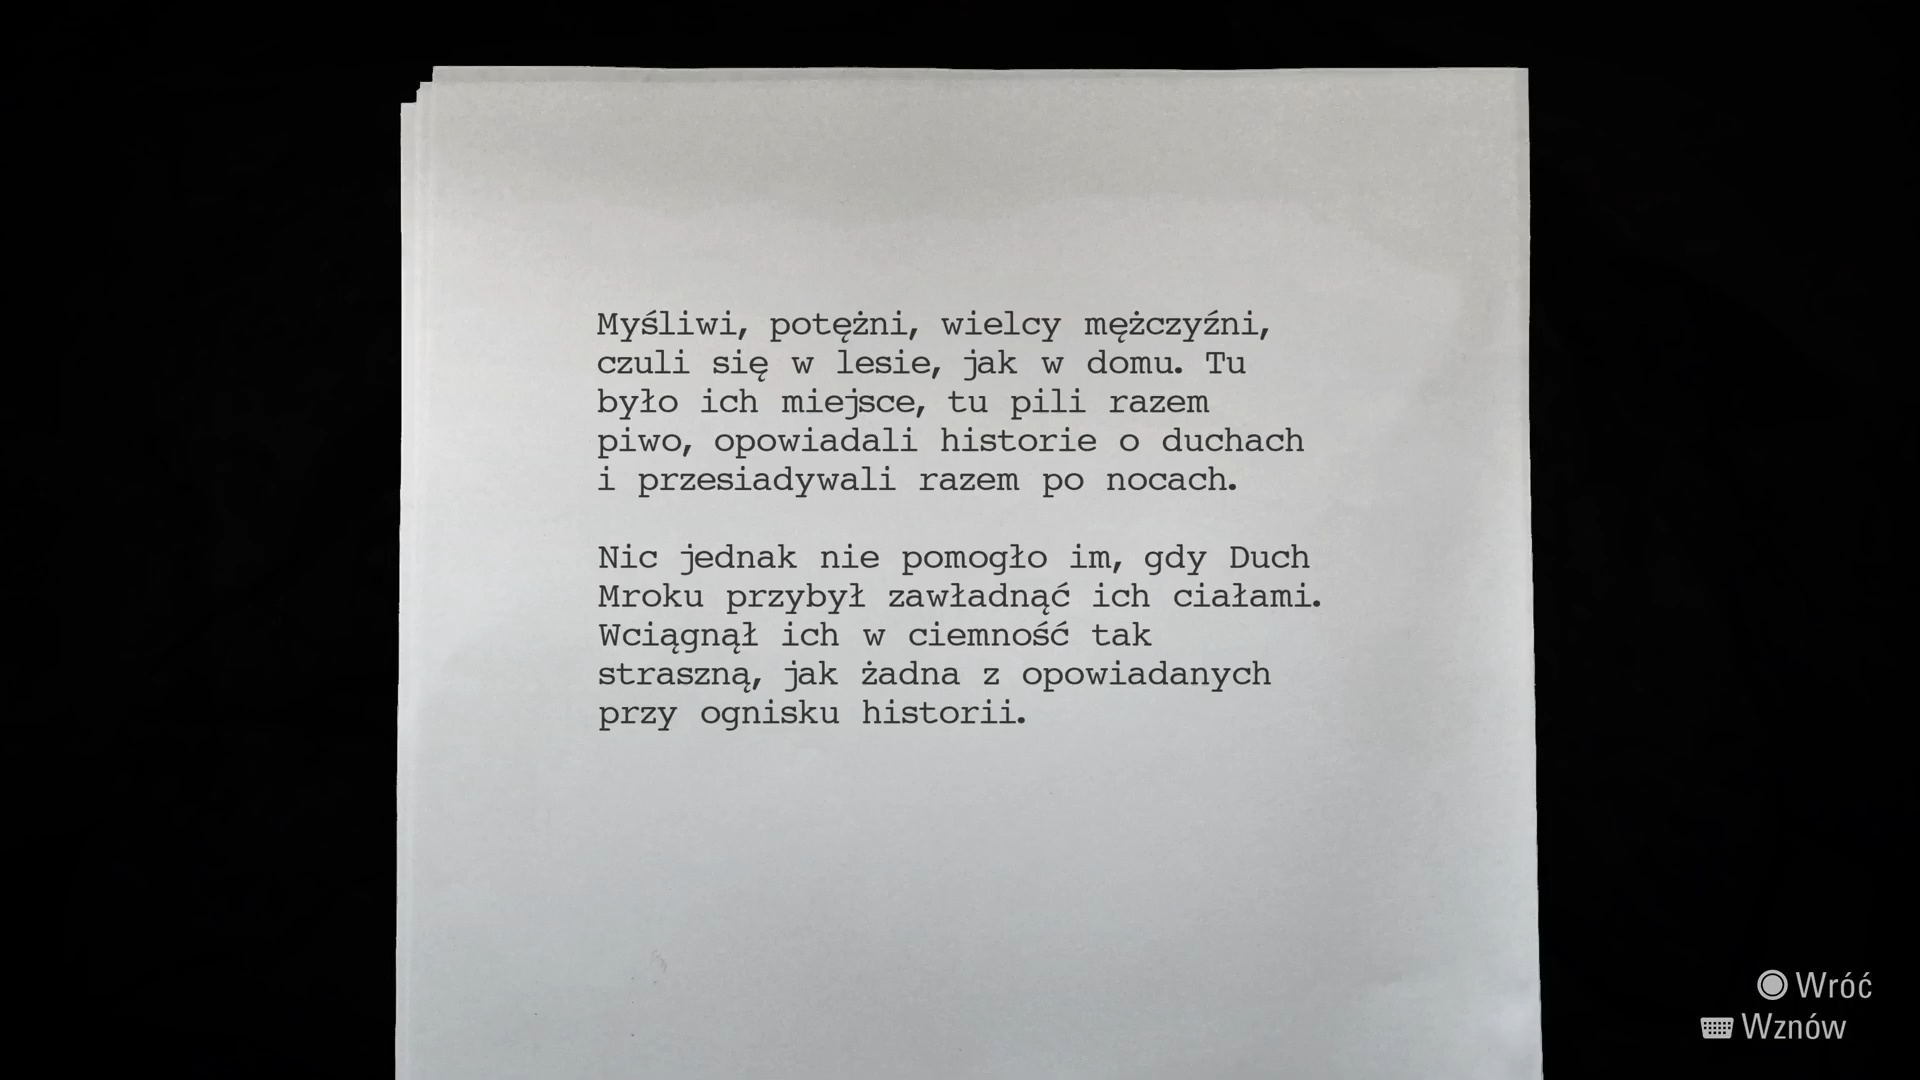 Myśliwi, potężni, wielcy mężczyźni,
czuli się w lesie, jak w domu. Tu
było ich miejsce, tu pili razem
piwo, opowiadali historie o duchach
i przesiadywali razem po nocach.
Nic jednak nie pomogło im, gdy Duch
Mroku przybył zawładnąć ich ciałami.
Wciągnął ich w ciemność tak
straszną, jak żadna z opowiadanych
przy ognisku historii.
Wróć
Wznów